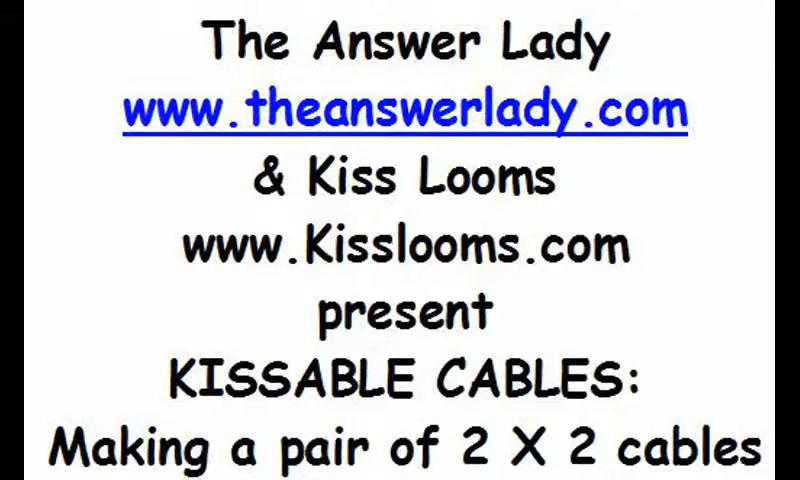 The Answer Lady
www.theanswerlady.com
& Kiss Looms
www.Kisslooms.com
present
KISSABLE CABLES:
Making a pair of 2 X 2 cables